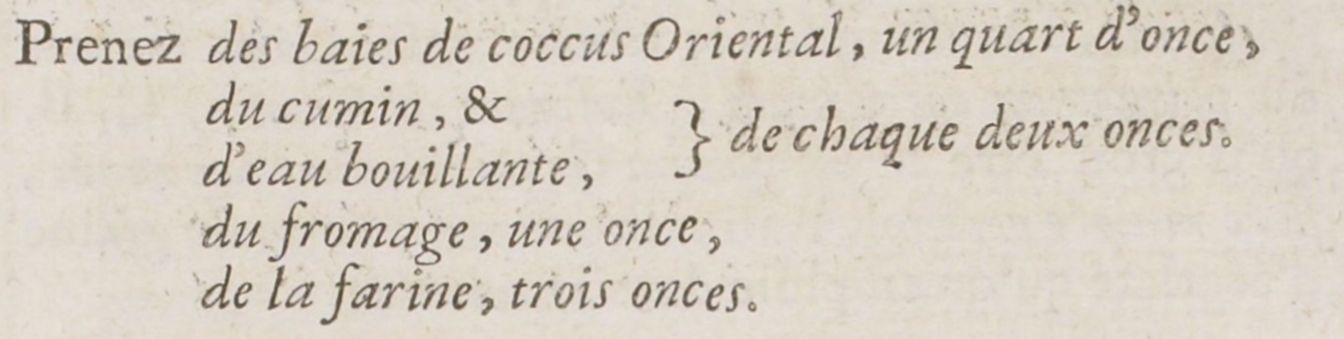 Prenez des baies de coccus Oriental, un quart d'once,
du cumin, &
d'eau bouillante,
} de chaque deux onces.
du fromage, une once,
de la farine, trois onces.